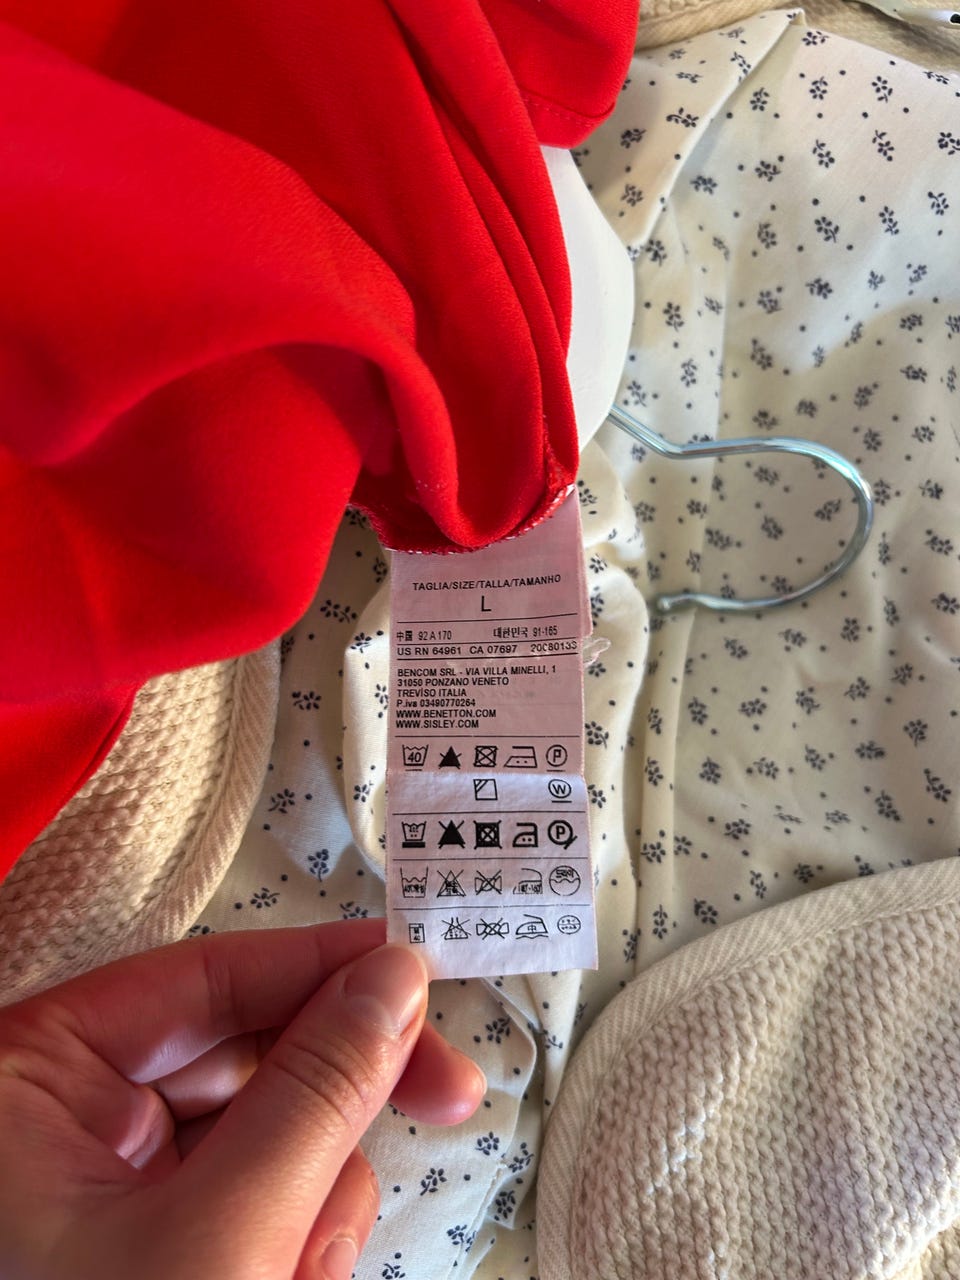 TAGLIA/SIZE/TALLA/TAMANHO
L
中国 92 A 170 대한민국 91-165
US RN 64961 CA 07697
BENCOM SRL - VIA VILLA MINELLI, 1
31050 PONZANO VENETO
TREVISO ITALIA
P.iva 03490770264
WWW.BENETTON.COM
WWW.SISLEY.COM
40 P
W
P
中